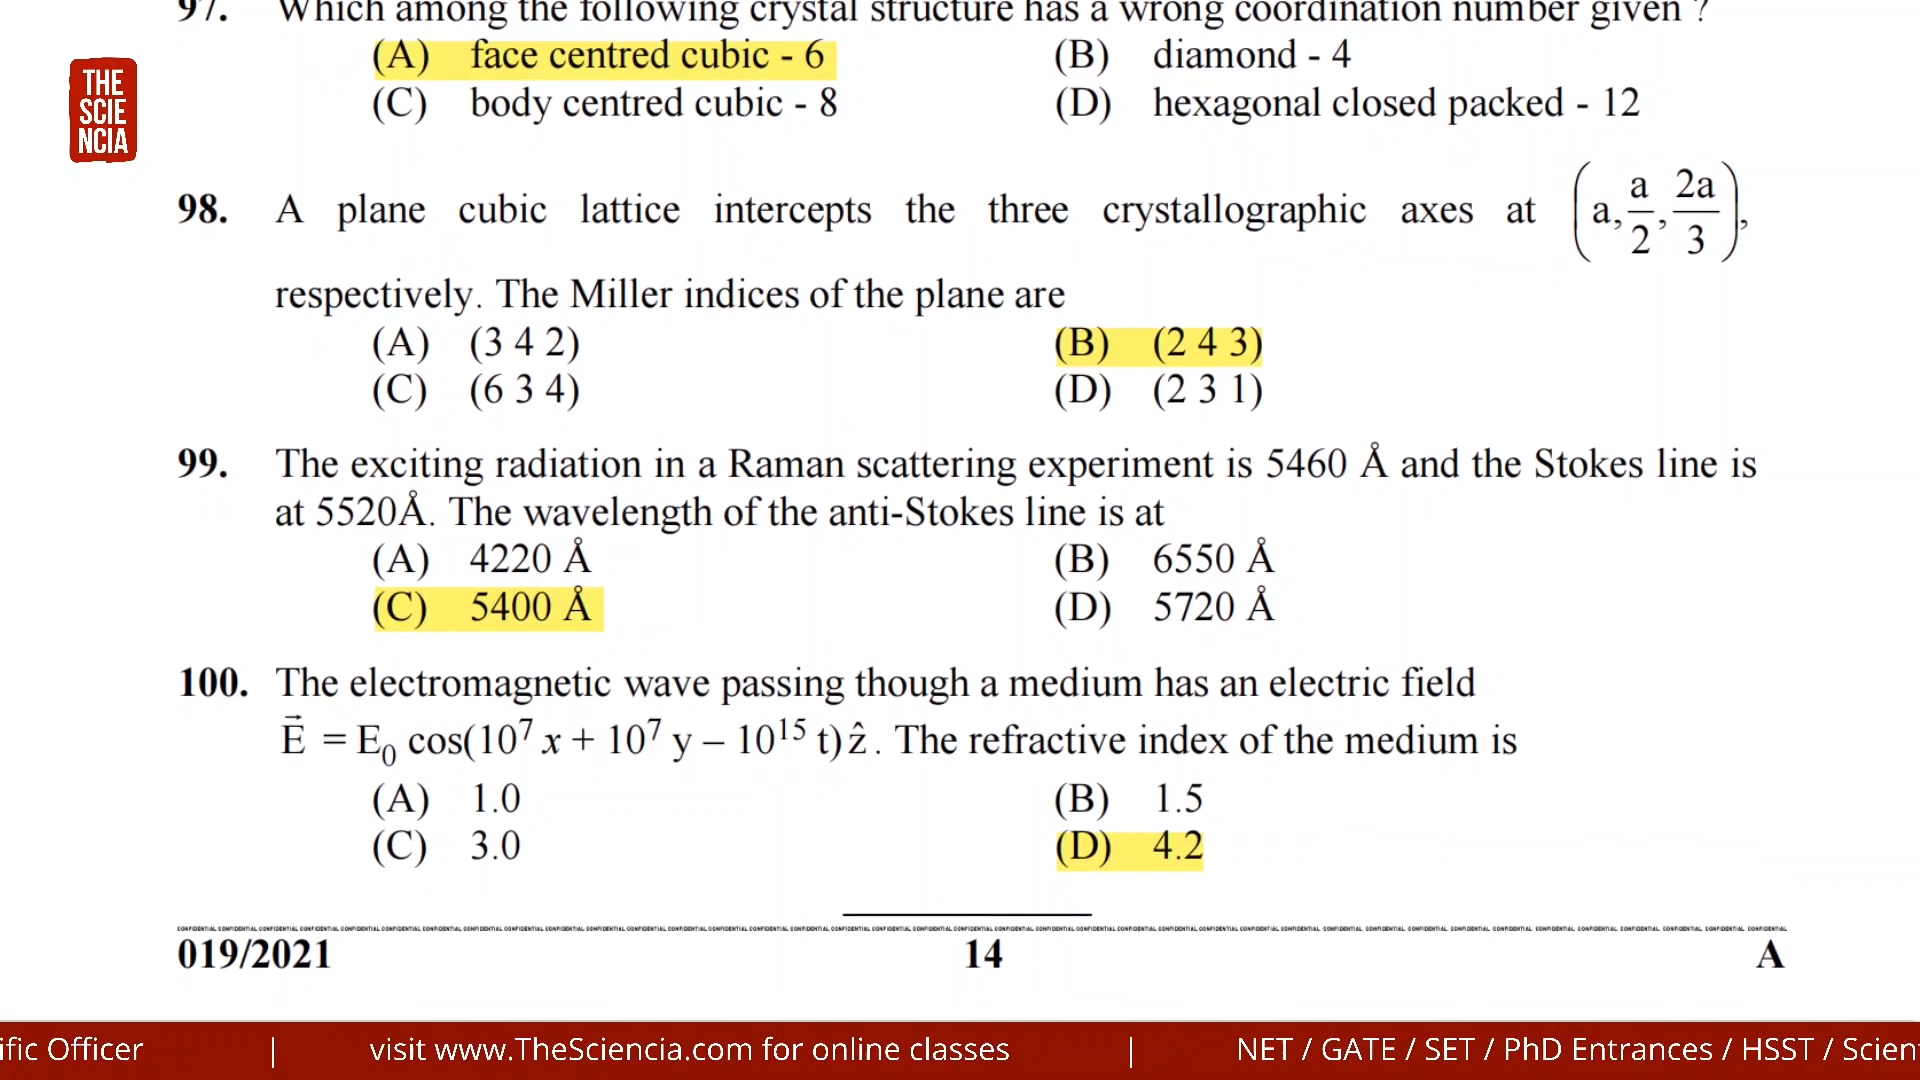 97. Which among the following crystal structure has a wrong coordination number given ?
(A) face centred cubic - 6 (B) diamond - 4
(C) body centred cubic - 8 (D) hexagonal closed packed - 12
THE
SCIE
NCIA
98. A plane cubic lattice intercepts the three crystallographic axes at (a, a/2, 2a/3),
respectively. The Miller indices of the plane are
(A) (3 4 2) (B) (2 4 3)
(C) (6 3 4) (D) (2 3 1)
99. The exciting radiation in a Raman scattering experiment is 5460 Å and the Stokes line is
at 5520Å. The wavelength of the anti-Stokes line is at
(A) 4220 Å (B) 6550 Å
(C) 5400 Å (D) 5720 Å
100. The electromagnetic wave passing though a medium has an electric field
E⃗ = E₀ cos(10⁷ x + 10⁷ y – 10¹⁵ t) ẑ . The refractive index of the medium is
(A) 1.0 (B) 1.5
(C) 3.0 (D) 4.2
019/2021 14 A
ific Officer | visit www.TheSciencia.com for online classes | NET / GATE / SET / PhD Entrances / HSST / Scien